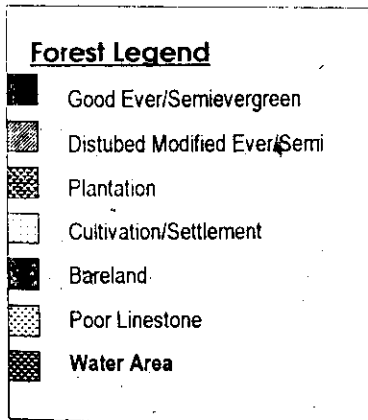 Forest Legend
Good Ever/Semievergreen
Distubed Modified Ever/Semi
Plantation
Cultivation/Settlement
Bareland
Poor Linestone
Water Area